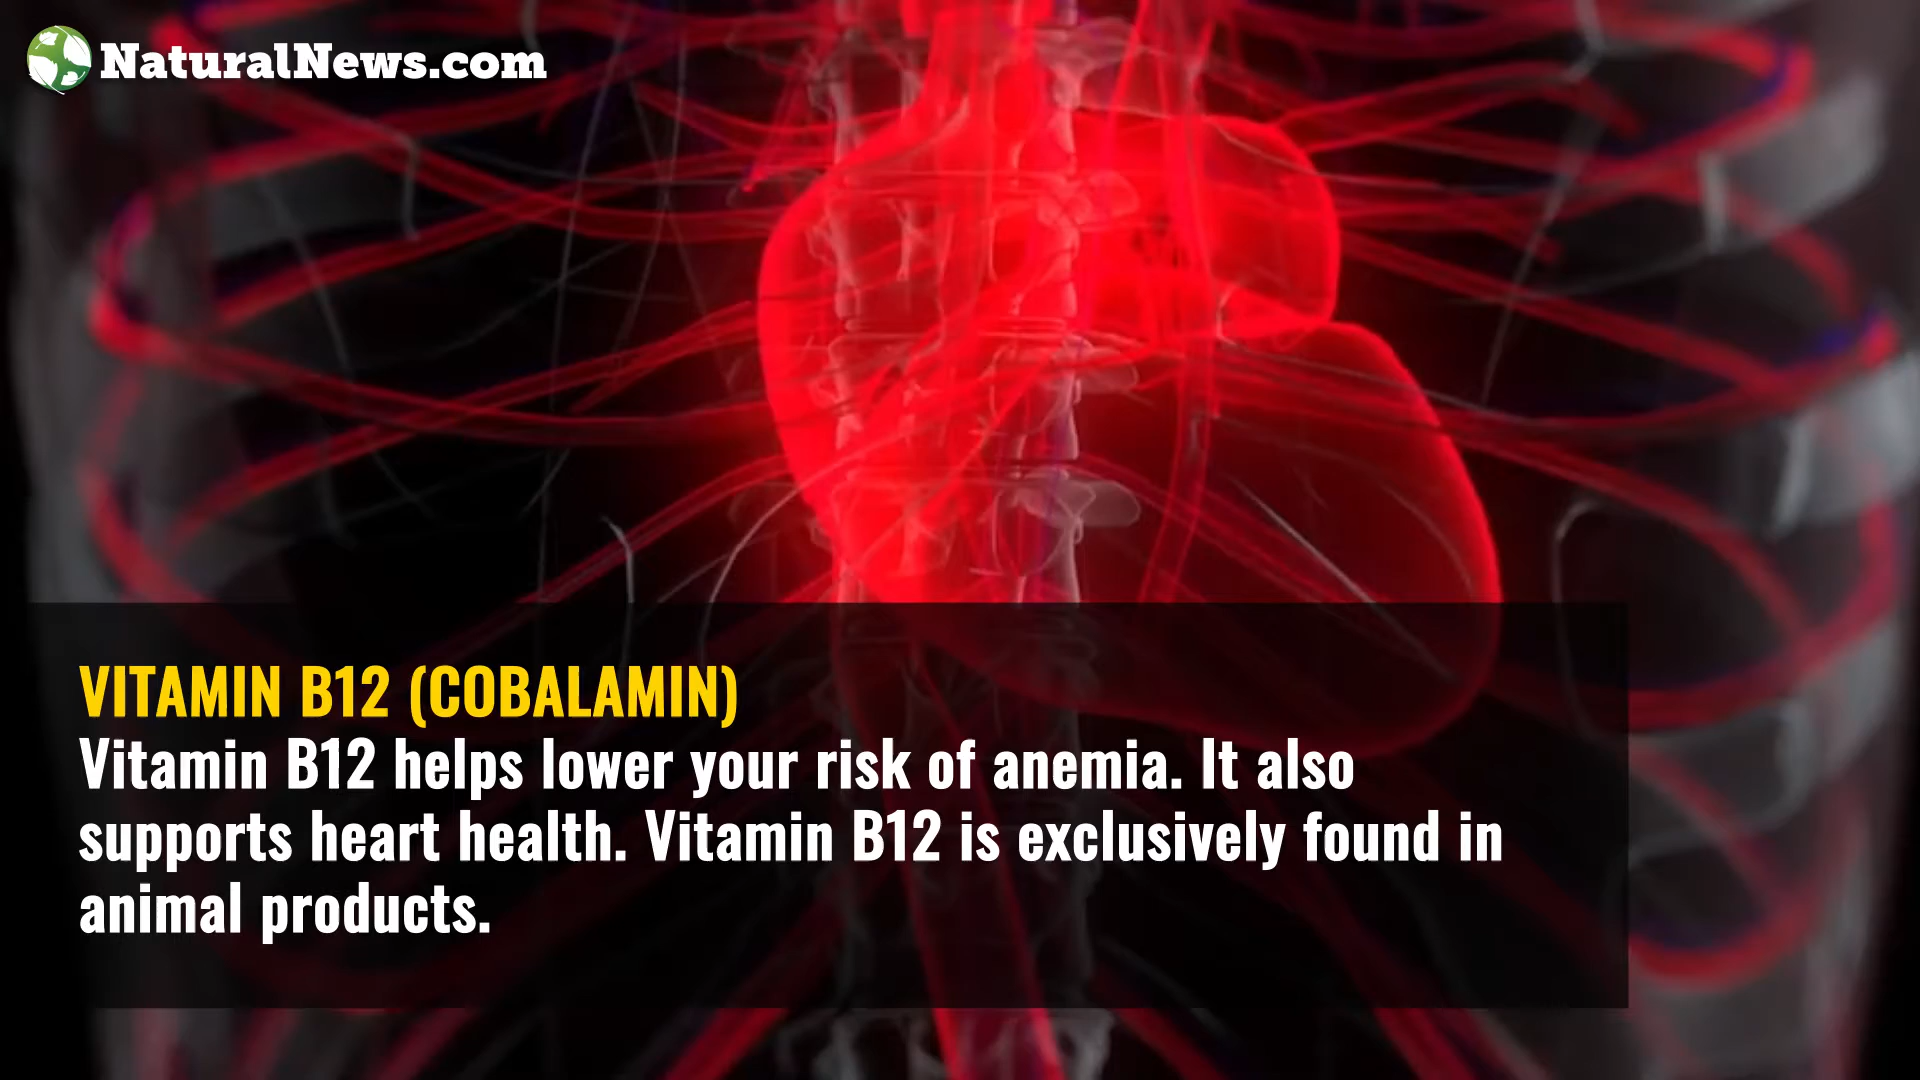 NaturalNews.com
VITAMIN B12 (COBALAMIN)
Vitamin B12 helps lower your risk of anemia. It also
supports heart health. Vitamin B12 is exclusively found in
animal products.